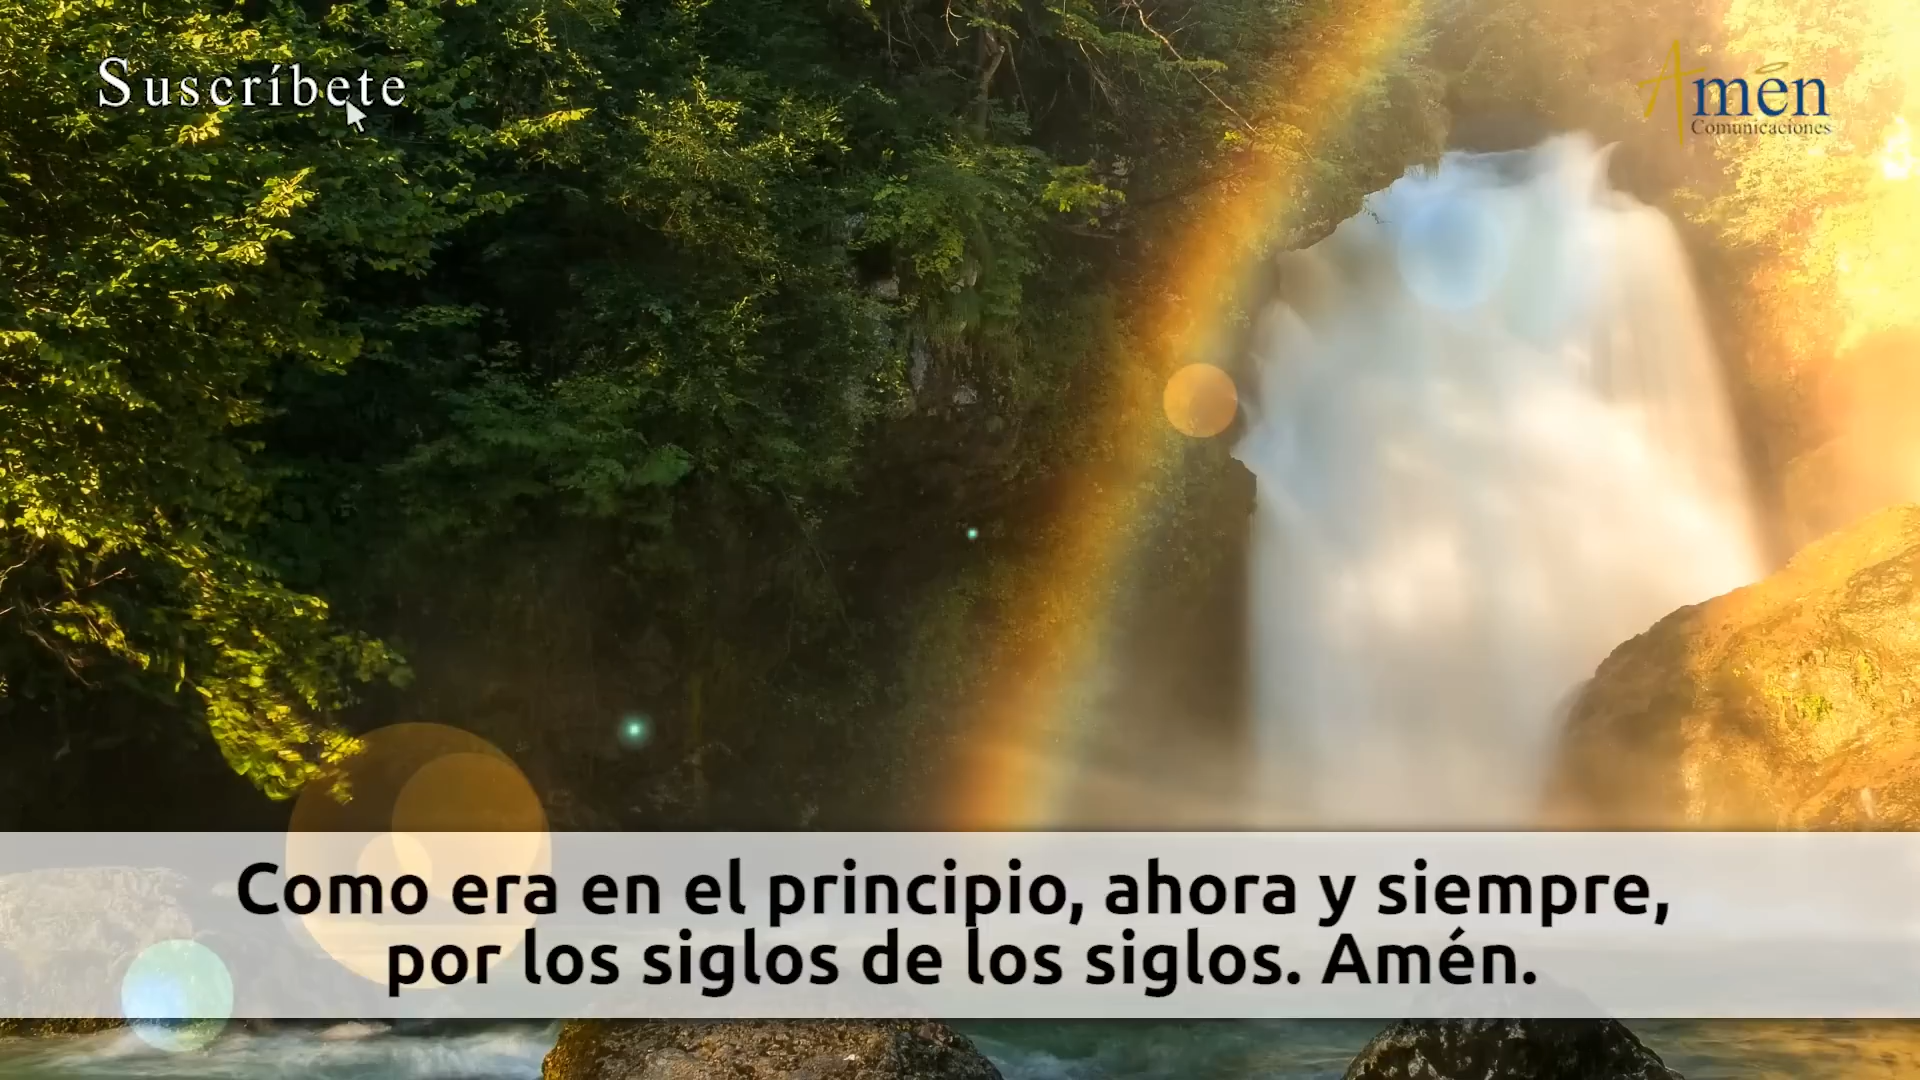 Suscríbete
Amén
Comunicaciones
Como era en el principio, ahora y siempre,
por los siglos de los siglos. Amén.